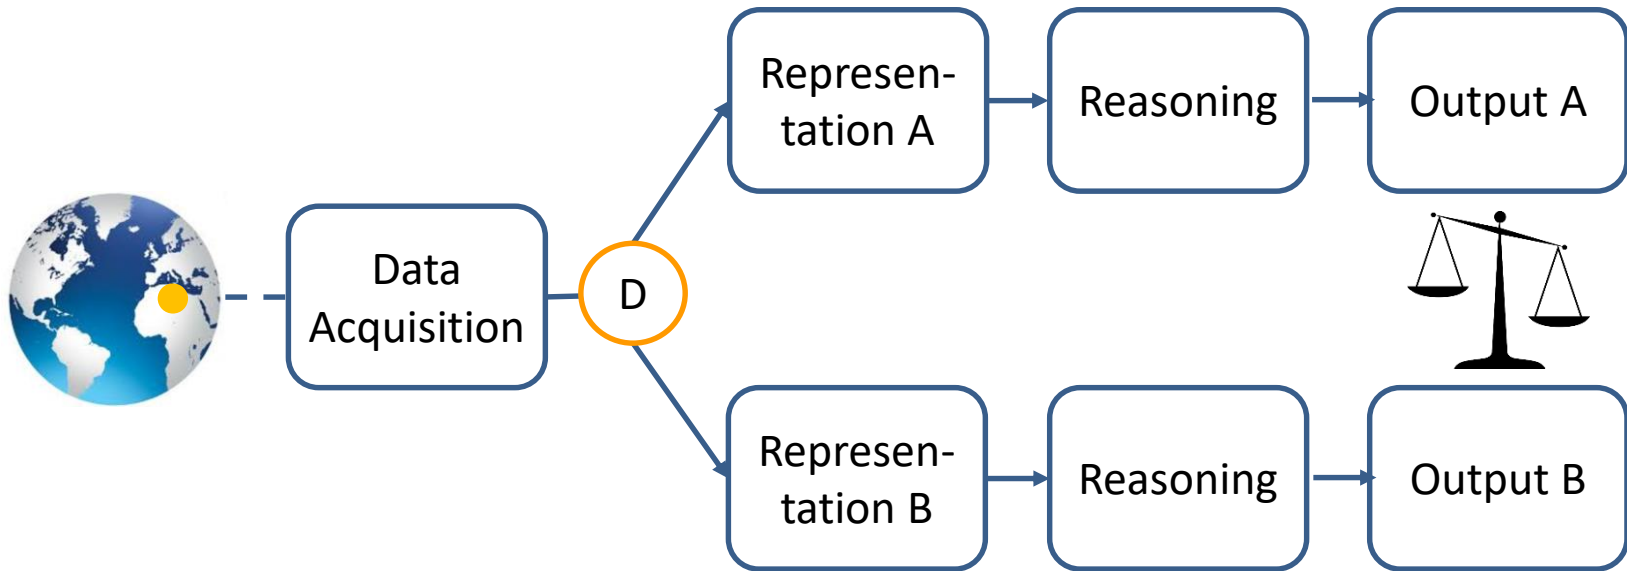 Represen-
tation A
Reasoning
Output A
Data
Acquisition
D
Represen-
tation B
Reasoning
Output B